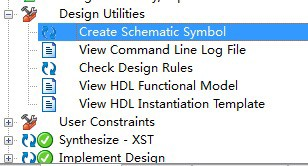 Design Utilities
Create Schematic Symbol
View Command Line Log File
Check Design Rules
View HDL Functional Model
View HDL Instantiation Template
User Constraints
Synthesize - XST
Implement Design